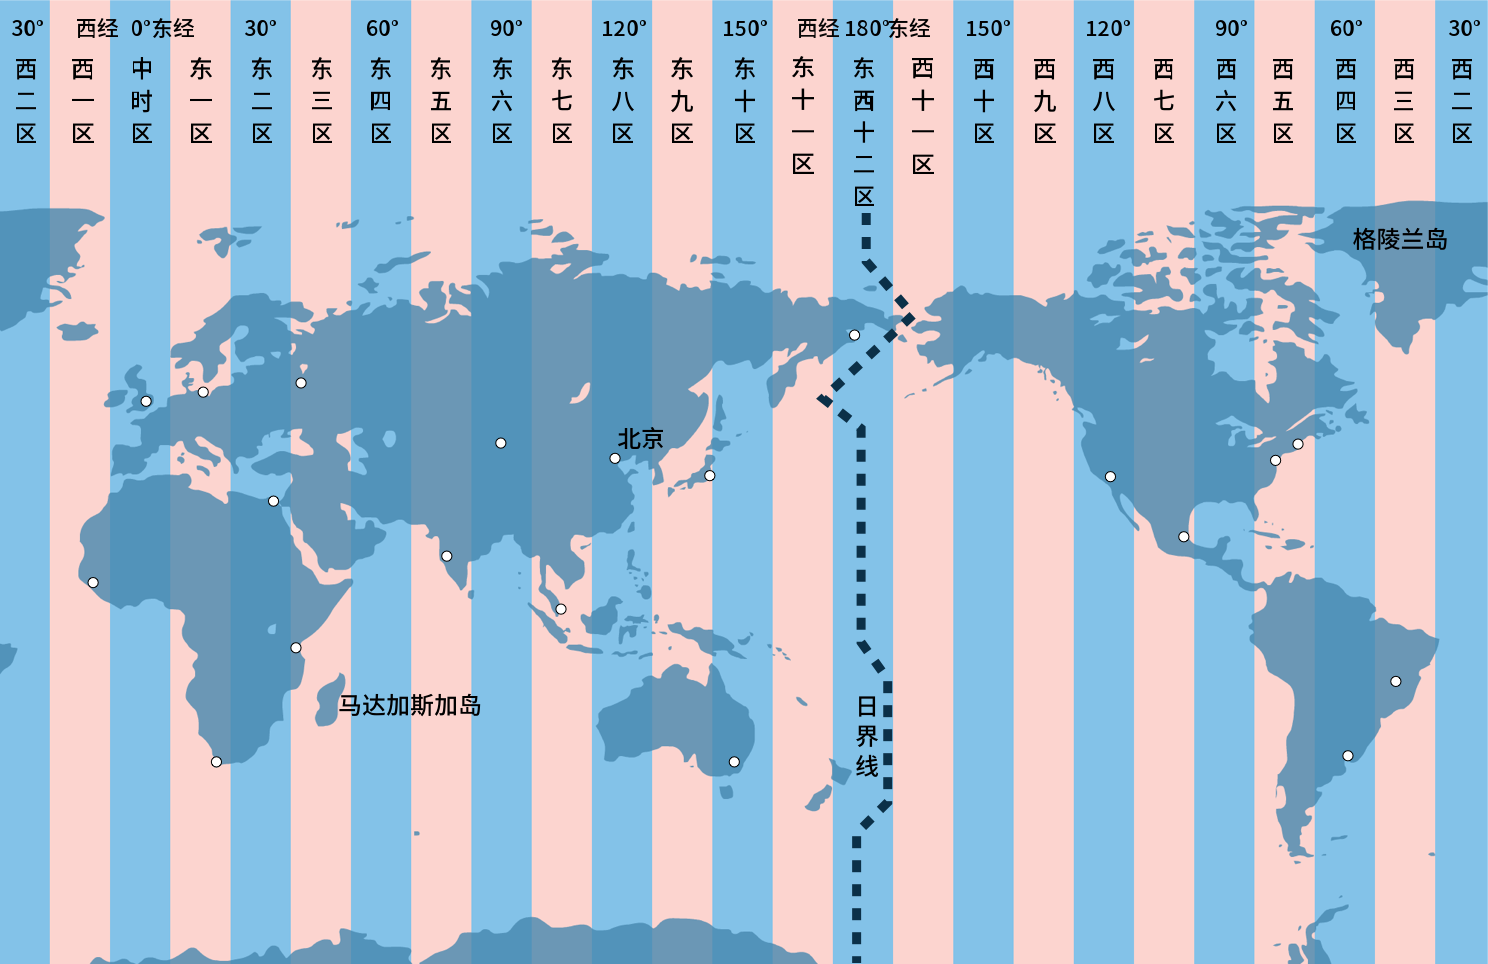 30° 西经 0°东经 30° 60° 90° 120° 150° 西经 180°东经 150° 120° 90° 60° 30°
西二区
西一区
中时区
东一区
东二区
东三区
东四区
东五区
东六区
东七区
东八区
东九区
东十区
东十一区
东西十二区
西十一区
西十区
西九区
西八区
西七区
西六区
西五区
西四区
西三区
西二区
格陵兰岛
北京
马达加斯加岛
日界线